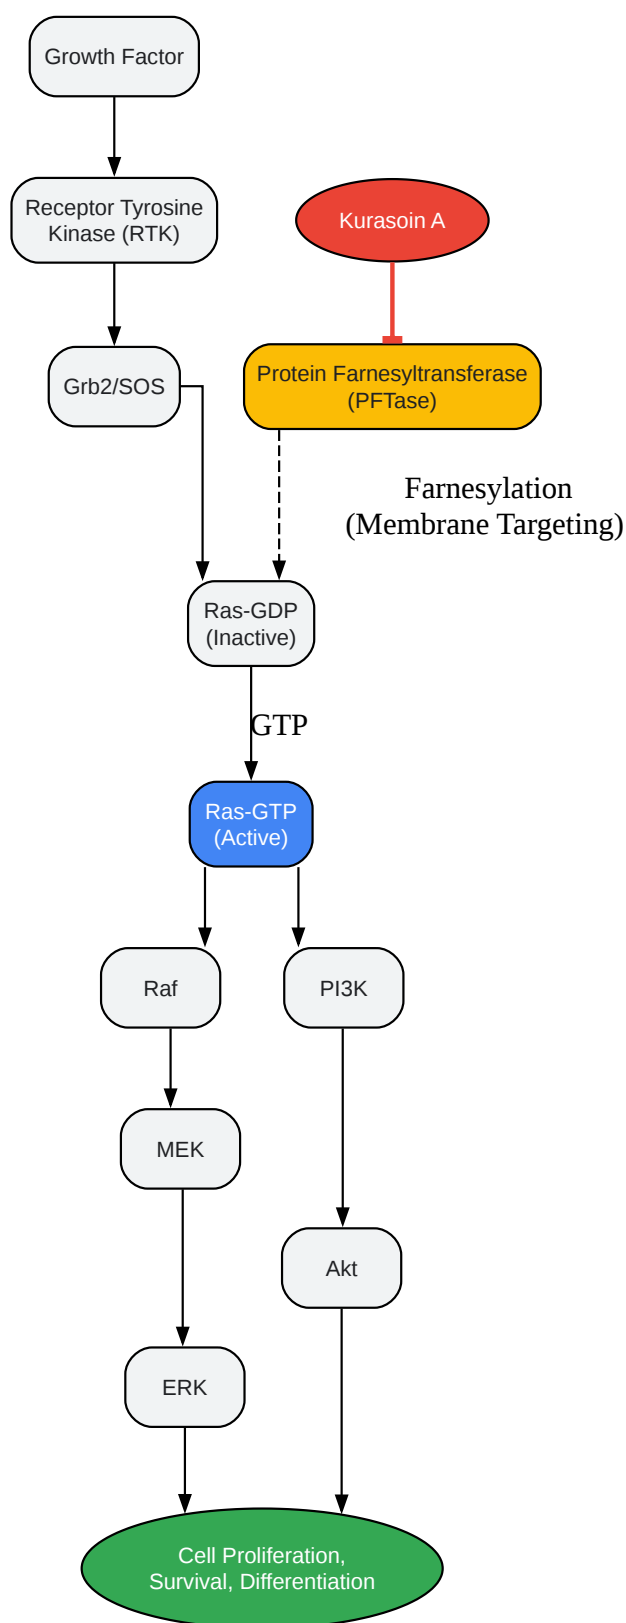 Growth Factor
Receptor Tyrosine
Kinase (RTK)
Kurasoin A
Grb2/SOS
Protein Farnesyltransferase
(PFTase)
Farnesylation
(Membrane Targeting)
Ras-GDP
(Inactive)
GTP
Ras-GTP
(Active)
Raf
PI3K
MEK
Akt
ERK
Cell Proliferation,
Survival, Differentiation